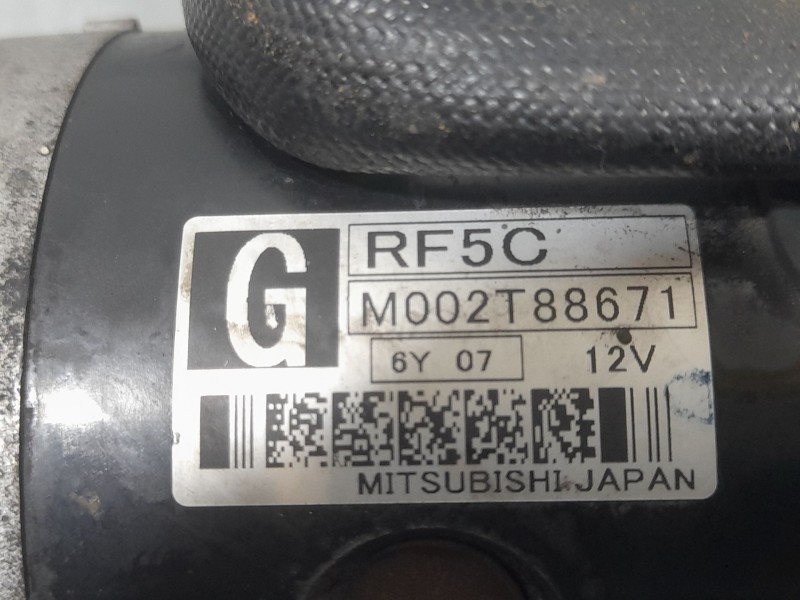 G
RF5C
M002T88671
6Y 07
12V
MITSUBISHI JAPAN